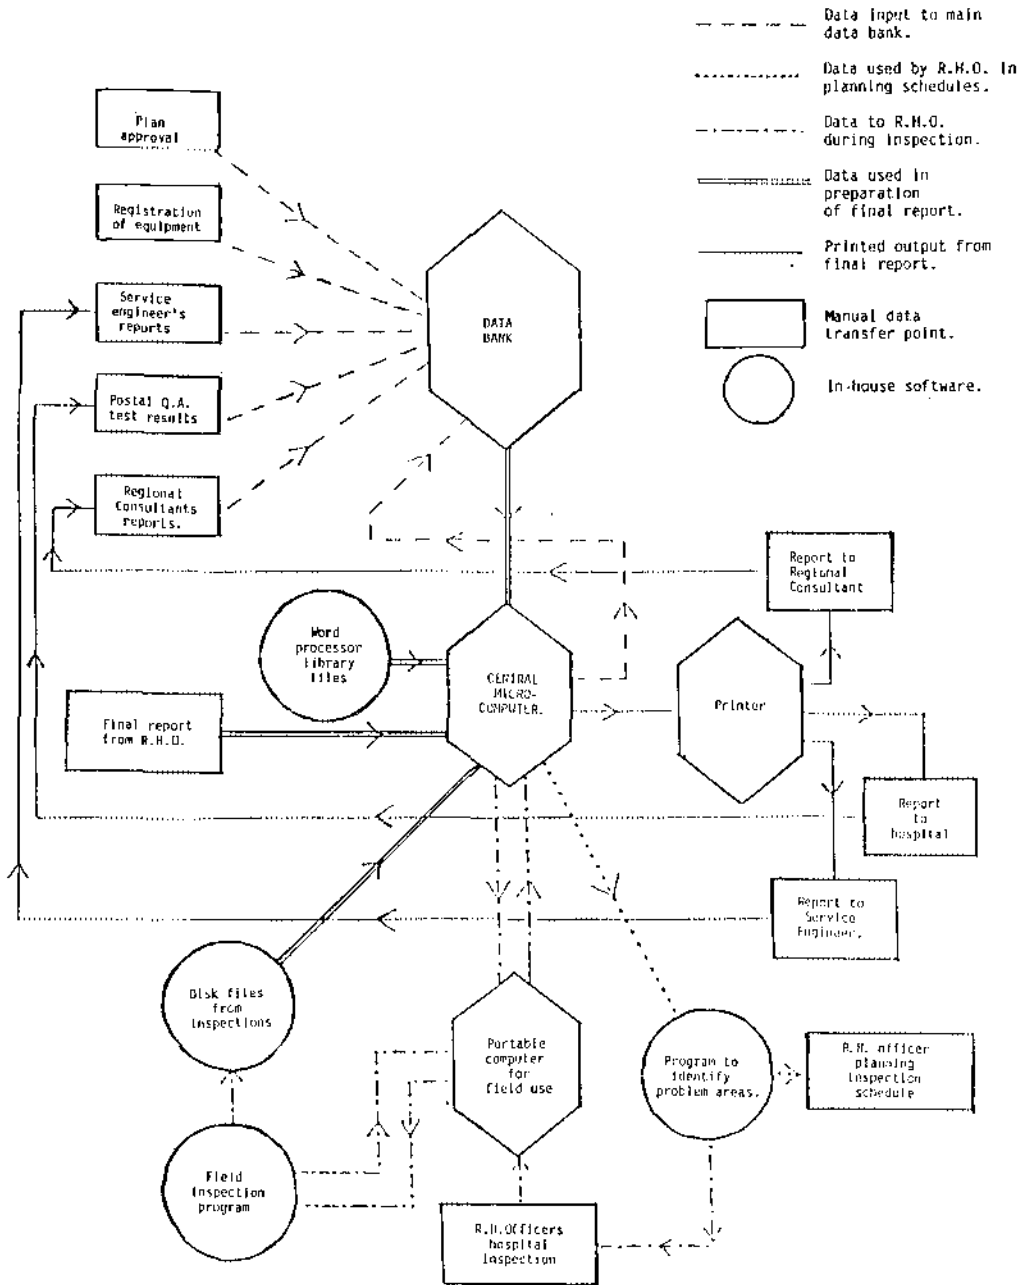 Data input to main
data bank.
Data used by R.H.O. in
planning schedules.
Data to R.H.O.
during inspection.
Data used in
preparation
of final report.
Printed output from
final report.
Manual data
transfer point.
In-house software.
Plan
approval
Registration
of equipment
Service
engineer's
reports
Postal Q.A.
test results
Regional
Consultants
reports.
DATA
BANK
Report to
Regional
Consultant
Word
processor
library
files
CENTRAL
MICRO-
COMPUTER.
Printer
Final report
from R.H.O.
Report
to
hospital
Report to
Service
Engineer.
Disk files
from
inspections
Portable
computer
for
field use
Program to
identify
problem areas.
R.H. officer
planning
inspection
schedule
Field
inspection
program
R.H.Officers
hospital
inspection